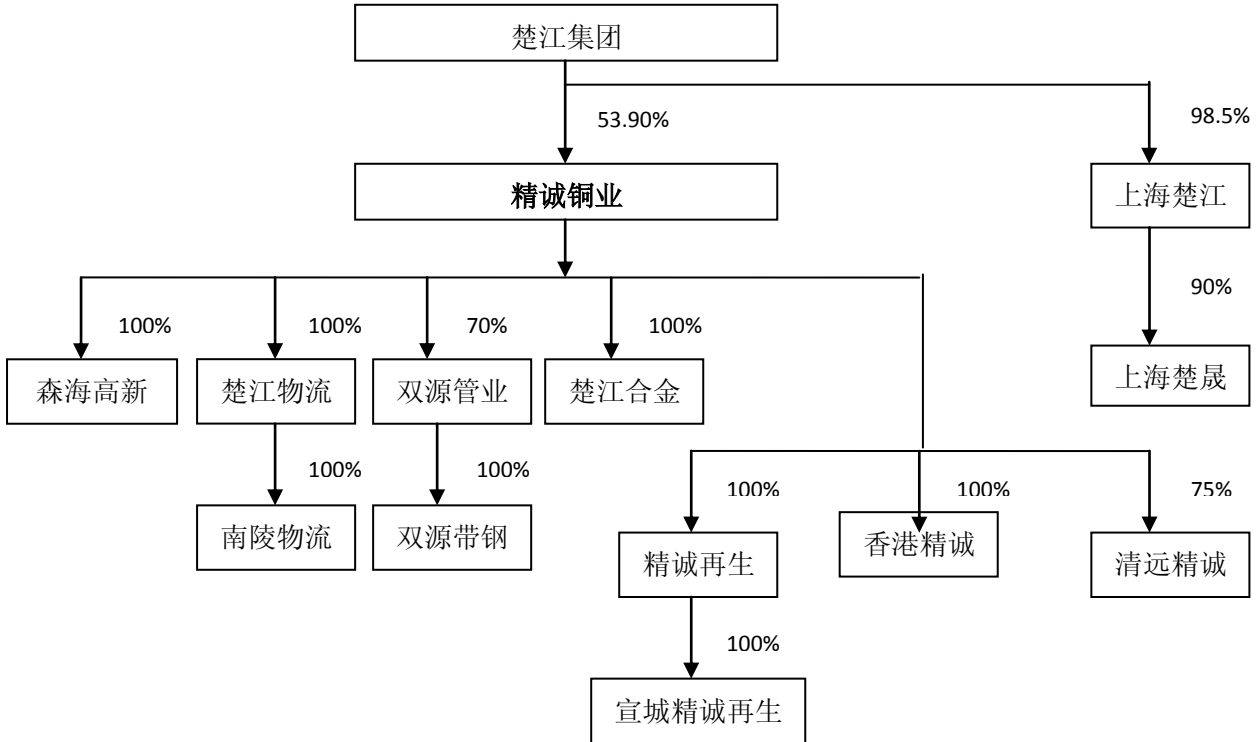 楚江集团
53.90%
98.5%
精诚铜业
上海楚江
90%
100%
100%
70%
100%
森海高新
楚江物流
双源管业
楚江合金
上海楚晟
100%
100%
100%
100%
75%
南陵物流
双源带钢
精诚再生
香港精诚
清远精诚
100%
宣城精诚再生